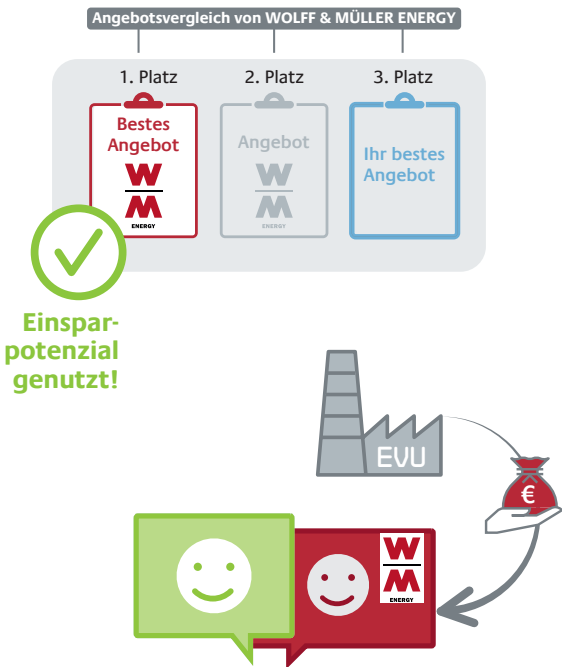 Angebotsvergleich von WOLFF & MÜLLER ENERGY
1. Platz
2. Platz
3. Platz
Bestes
Angebot
W
M
ENERGY
Angebot
W
M
ENERGY
Ihr bestes
Angebot
Einspar-
potenzial
genutzt!
EVU
€
W
M
ENERGY